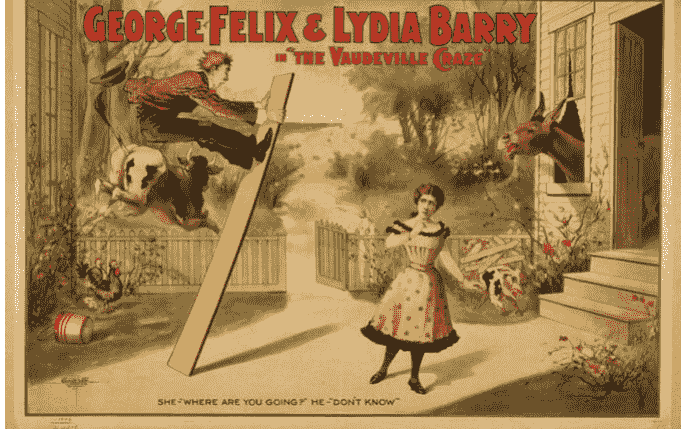 GEORGE FELIX & LYDIA BARRY
IN "THE VAUDEVILLE CRAZE"
SHE-"WHERE ARE YOU GOING?" HE-"DON'T KNOW"